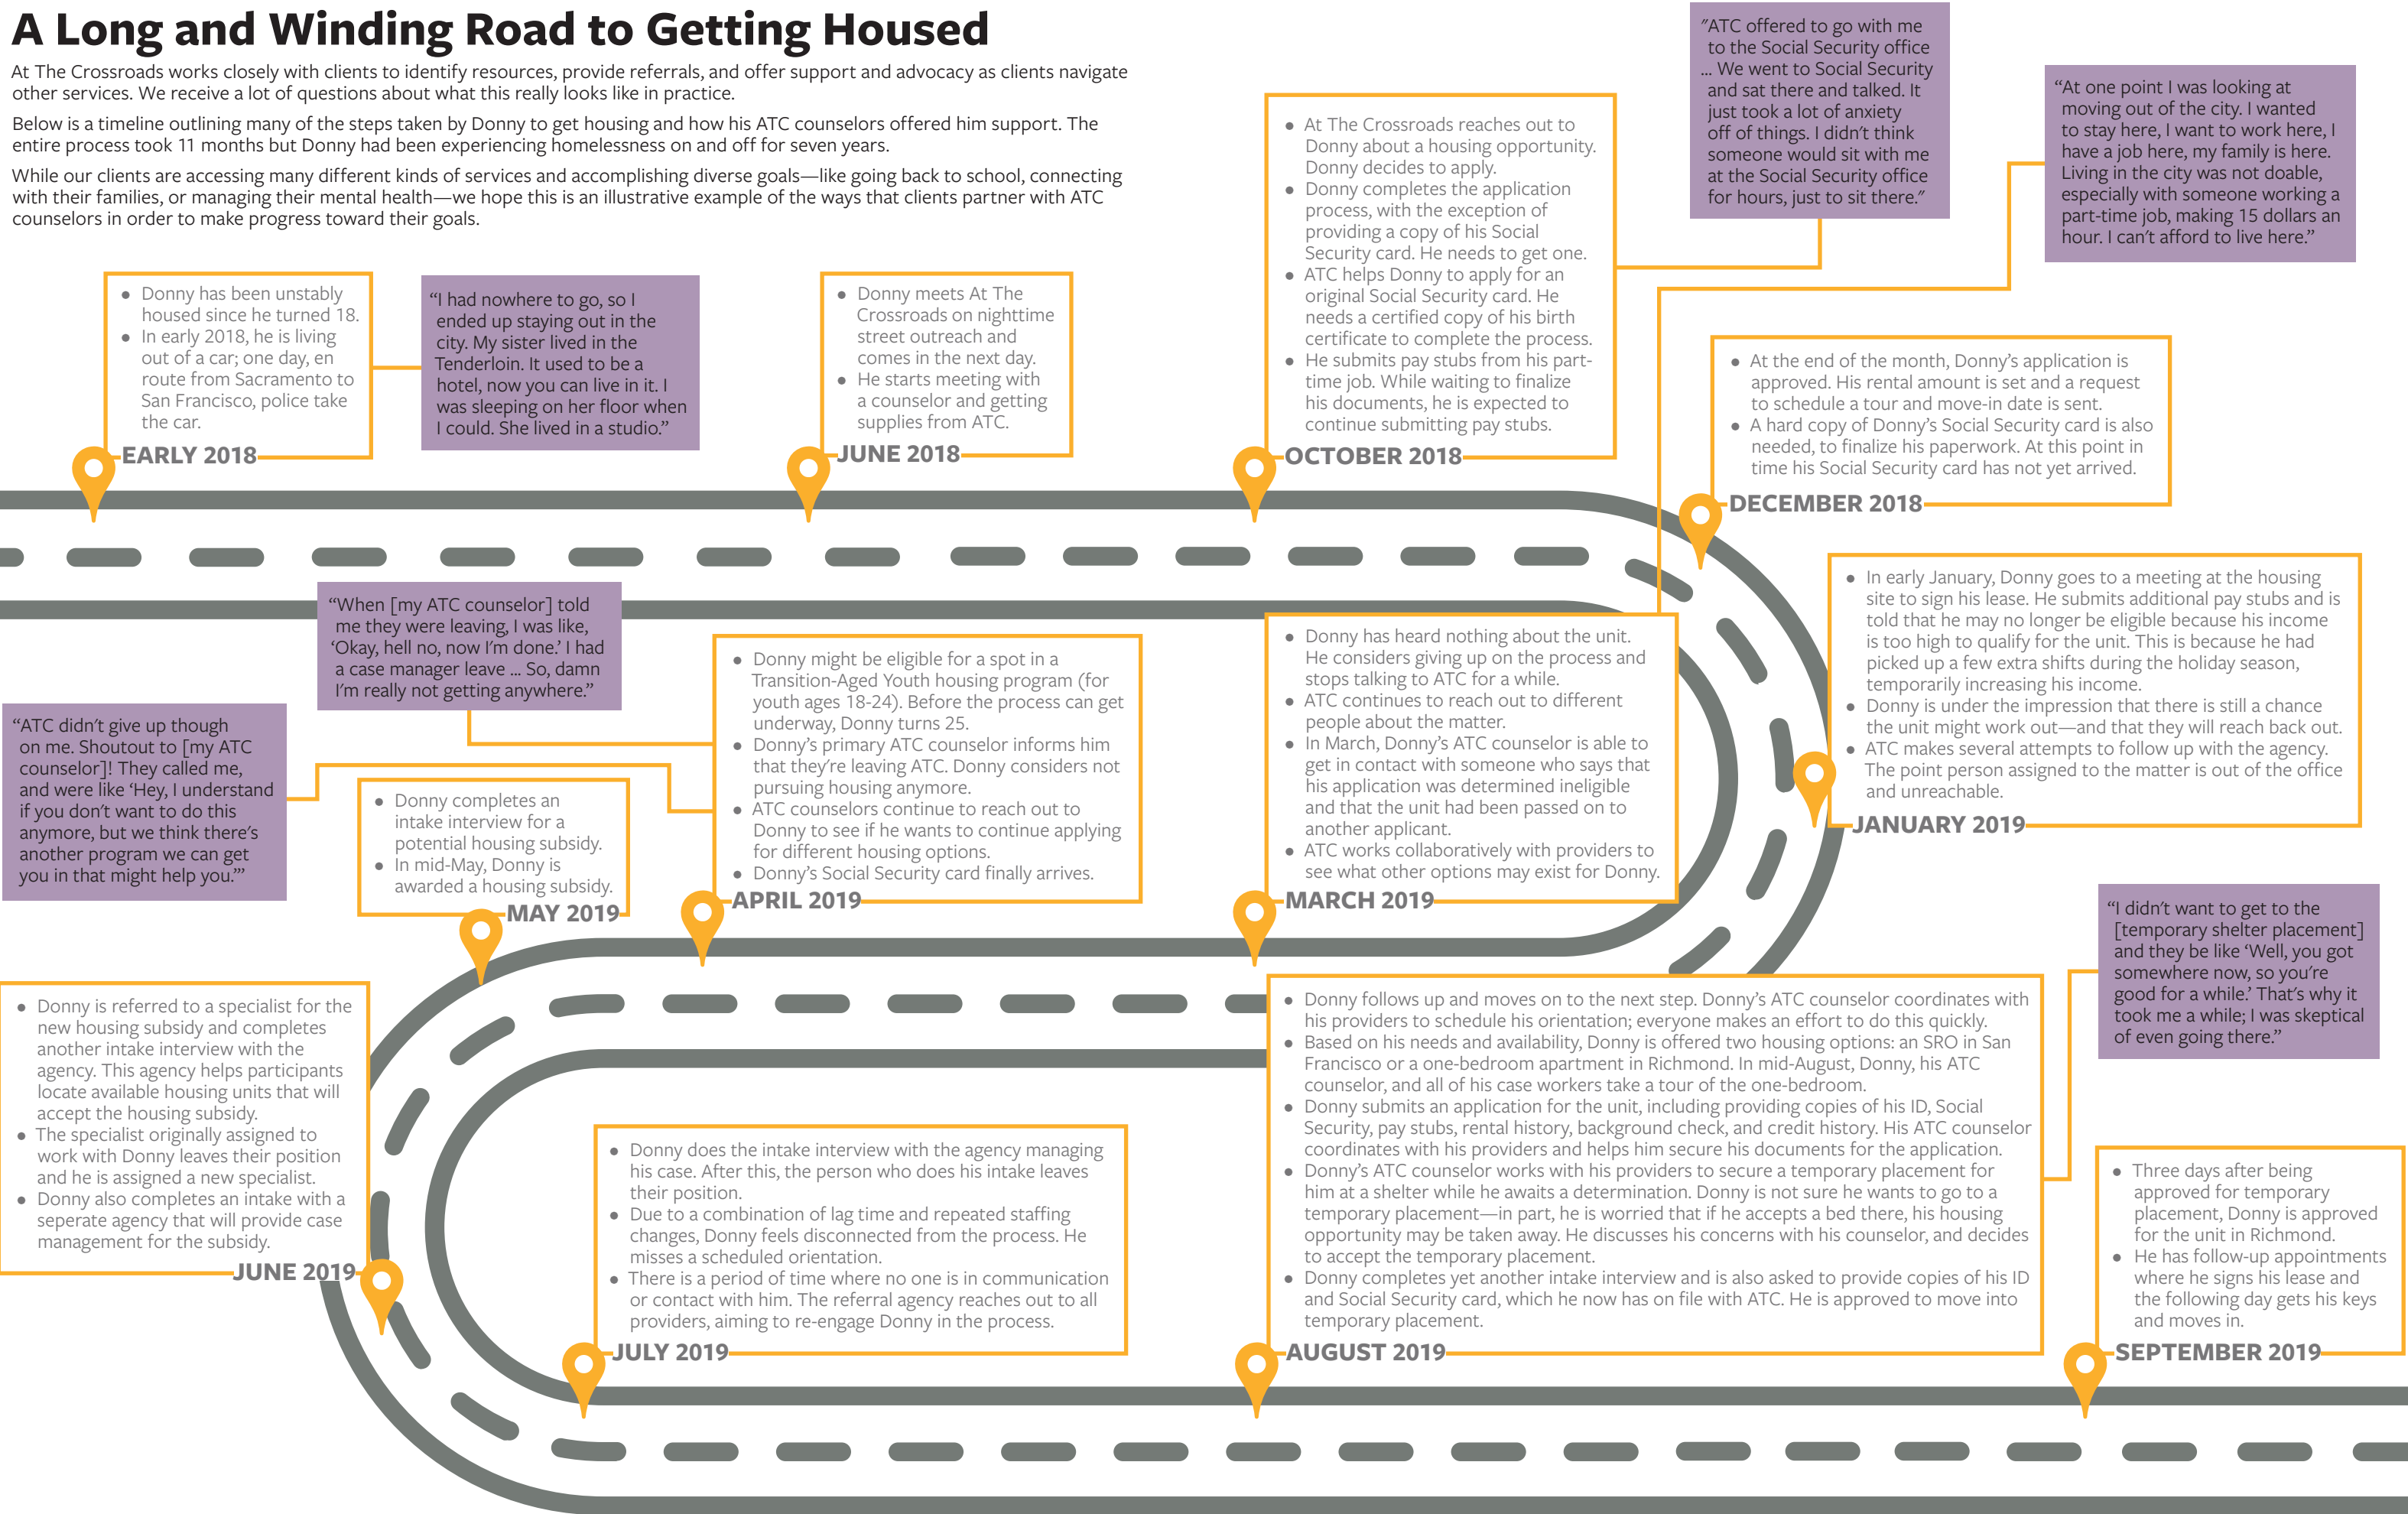 A Long and Winding Road to Getting Housed
At The Crossroads works closely with clients to identify resources, provide referrals, and offer support and advocacy as clients navigate
other services. We receive a lot of questions about what this really looks like in practice.
Below is a timeline outlining many of the steps taken by Donny to get housing and how his ATC counselors offered him support. The
entire process took 11 months but Donny had been experiencing homelessness on and off for seven years.
While our clients are accessing many different kinds of services and accomplishing diverse goals—like going back to school, connecting
with their families, or managing their mental health—we hope this is an illustrative example of the ways that clients partner with ATC
counselors in order to make progress toward their goals.
● Donny has been unstably
housed since he turned 18.
● In early 2018, he is living
out of a car; one day, en
route from Sacramento to
San Francisco, police take
the car.
EARLY 2018
“I had nowhere to go, so I
ended up staying out in the
city. My sister lived in the
Tenderloin. It used to be a
hotel, now you can live in it. I
was sleeping on her floor when
I could. She lived in a studio.”
● Donny meets At The
Crossroads on nighttime
street outreach and
comes in the next day.
● He starts meeting with
a counselor and getting
supplies from ATC.
JUNE 2018
● At The Crossroads reaches out to
Donny about a housing opportunity.
Donny decides to apply.
● Donny completes the application
process, with the exception of
providing a copy of his Social
Security card. He needs to get one.
● ATC helps Donny to apply for an
original Social Security card. He
needs a certified copy of his birth
certificate to complete the process.
● He submits pay stubs from his part-
time job. While waiting to finalize
his documents, he is expected to
continue submitting pay stubs.
OCTOBER 2018
"ATC offered to go with me
to the Social Security office
... We went to Social Security
and sat there and talked. It
just took a lot of anxiety
off of things. I didn't think
someone would sit with me
at the Social Security office
for hours, just to sit there."
“At one point I was looking at
moving out of the city. I wanted
to stay here, I want to work here, I
have a job here, my family is here.
Living in the city was not doable,
especially with someone working a
part-time job, making 15 dollars an
hour. I can't afford to live here.”
● At the end of the month, Donny’s application is
approved. His rental amount is set and a request
to schedule a tour and move-in date is sent.
● A hard copy of Donny’s Social Security card is also
needed, to finalize his paperwork. At this point in
time his Social Security card has not yet arrived.
DECEMBER 2018
● In early January, Donny goes to a meeting at the housing
site to sign his lease. He submits additional pay stubs and is
told that he may no longer be eligible because his income
is too high to qualify for the unit. This is because he had
picked up a few extra shifts during the holiday season,
temporarily increasing his income.
● Donny is under the impression that there is still a chance
the unit might work out—and that they will reach back out.
● ATC makes several attempts to follow up with the agency.
The point person assigned to the matter is out of the office
and unreachable.
JANUARY 2019
● Donny has heard nothing about the unit.
He considers giving up on the process and
stops talking to ATC for a while.
● ATC continues to reach out to different
people about the matter.
● In March, Donny’s ATC counselor is able to
get in contact with someone who says that
his application was determined ineligible
and that the unit had been passed on to
another applicant.
● ATC works collaboratively with providers to
see what other options may exist for Donny.
MARCH 2019
● Donny might be eligible for a spot in a
Transition-Aged Youth housing program (for
youth ages 18-24). Before the process can get
underway, Donny turns 25.
● Donny’s primary ATC counselor informs him
that they’re leaving ATC. Donny considers not
pursuing housing anymore.
● ATC counselors continue to reach out to
Donny to see if he wants to continue applying
for different housing options.
● Donny’s Social Security card finally arrives.
APRIL 2019
“When [my ATC counselor] told
me they were leaving, I was like,
‘Okay, hell no, now I’m done.’ I had
a case manager leave ... So, damn
I’m really not getting anywhere.”
“ATC didn't give up though
on me. Shoutout to [my ATC
counselor]! They called me,
and were like ‘Hey, I understand
if you don't want to do this
anymore, but we think there's
another program we can get
you in that might help you.’”
● Donny completes an
intake interview for a
potential housing subsidy.
● In mid-May, Donny is
awarded a housing subsidy.
MAY 2019
● Donny is referred to a specialist for the
new housing subsidy and completes
another intake interview with the
agency. This agency helps participants
locate available housing units that will
accept the housing subsidy.
● The specialist originally assigned to
work with Donny leaves their position
and he is assigned a new specialist.
● Donny also completes an intake with a
seperate agency that will provide case
management for the subsidy.
JUNE 2019
● Donny does the intake interview with the agency managing
his case. After this, the person who does his intake leaves
their position.
● Due to a combination of lag time and repeated staffing
changes, Donny feels disconnected from the process. He
misses a scheduled orientation.
● There is a period of time where no one is in communication
or contact with him. The referral agency reaches out to all
providers, aiming to re-engage Donny in the process.
JULY 2019
● Donny follows up and moves on to the next step. Donny’s ATC counselor coordinates with
his providers to schedule his orientation; everyone makes an effort to do this quickly.
● Based on his needs and availability, Donny is offered two housing options: an SRO in San
Francisco or a one-bedroom apartment in Richmond. In mid-August, Donny, his ATC
counselor, and all of his case workers take a tour of the one-bedroom.
● Donny submits an application for the unit, including providing copies of his ID, Social
Security, pay stubs, rental history, background check, and credit history. His ATC counselor
coordinates with his providers and helps him secure his documents for the application.
● Donny’s ATC counselor works with his providers to secure a temporary placement for
him at a shelter while he awaits a determination. Donny is not sure he wants to go to a
temporary placement—in part, he is worried that if he accepts a bed there, his housing
opportunity may be taken away. He discusses his concerns with his counselor, and decides
to accept the temporary placement.
● Donny completes yet another intake interview and is also asked to provide copies of his ID
and Social Security card, which he now has on file with ATC. He is approved to move into
temporary placement.
AUGUST 2019
“I didn't want to get to the
[temporary shelter placement]
and they be like ‘Well, you got
somewhere now, so you're
good for a while.’ That's why it
took me a while; I was skeptical
of even going there.”
● Three days after being
approved for temporary
placement, Donny is approved
for the unit in Richmond.
● He has follow-up appointments
where he signs his lease and
the following day gets his keys
and moves in.
SEPTEMBER 2019